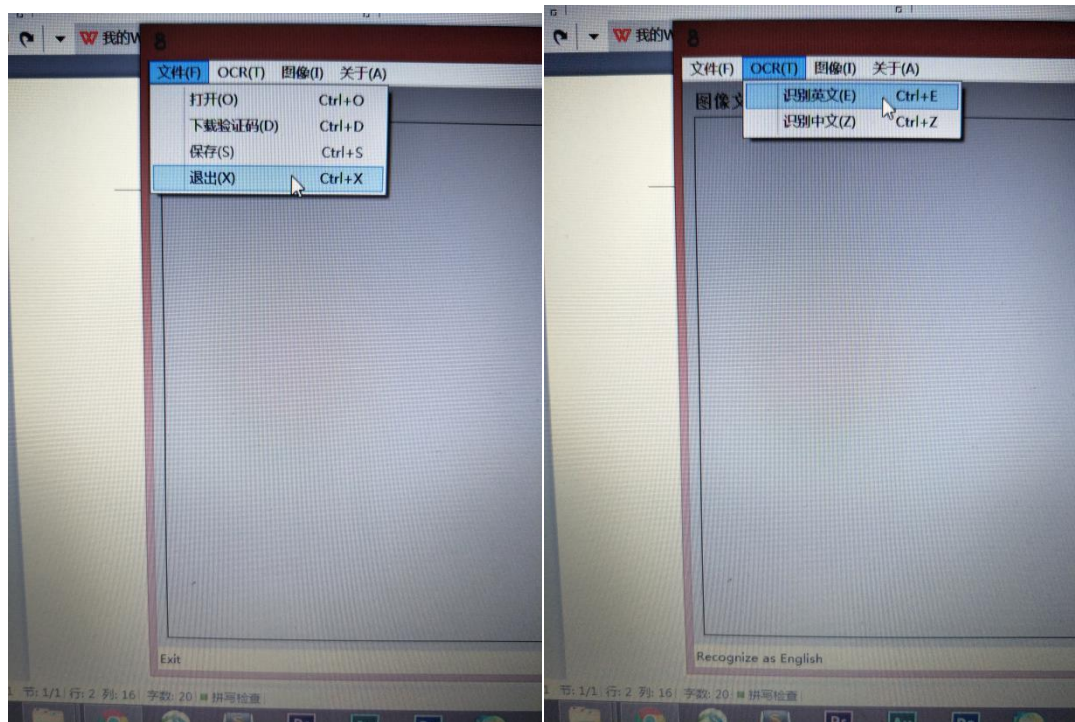 我的W
文件(F) OCR(T) 图像(I) 关于(A)
打开(O) Ctrl+O
下载验证码(D) Ctrl+D
保存(S) Ctrl+S
退出(X) Ctrl+X
Exit
节: 1/1 行: 2 列: 16 字数: 20 拼写检查
我的W
文件(F) OCR(T) 图像(I) 关于(A)
图像文
识别英文(E) Ctrl+E
识别中文(Z) Ctrl+Z
Recognize as English
节: 1/1 行: 2 列: 16 字数: 20 拼写检查